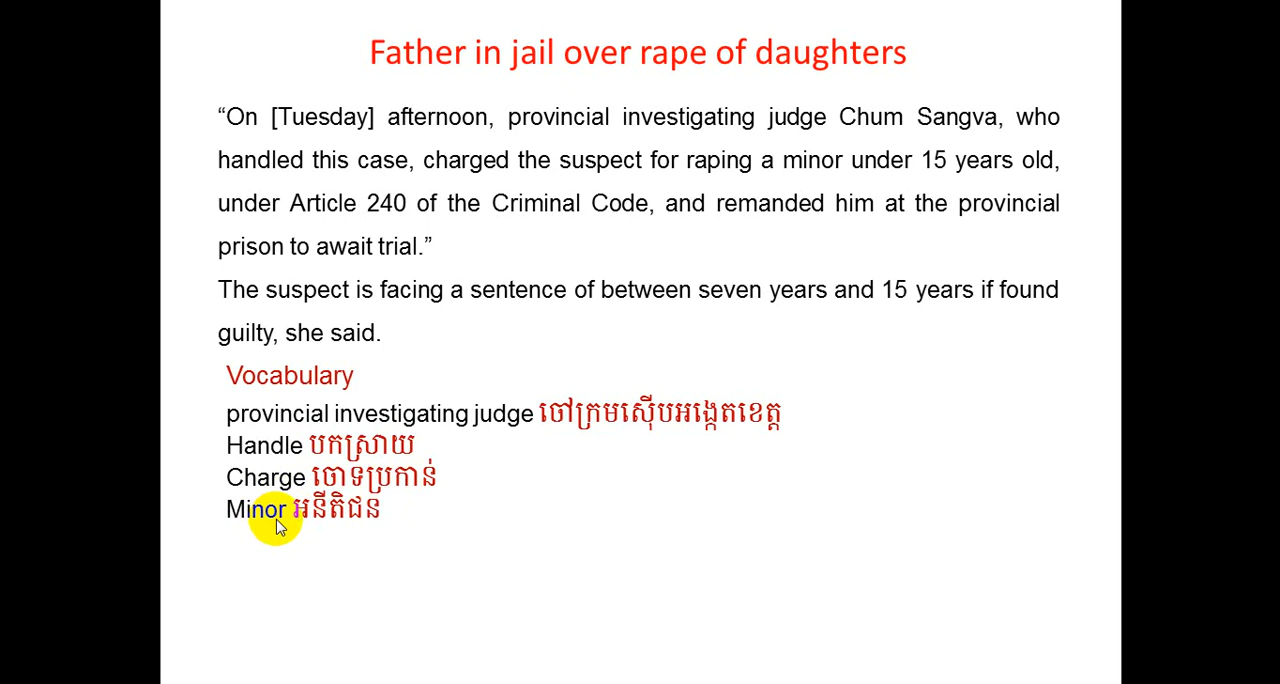 Father in jail over rape of daughters
“On [Tuesday] afternoon, provincial investigating judge Chum Sangva, who
handled this case, charged the suspect for raping a minor under 15 years old,
under Article 240 of the Criminal Code, and remanded him at the provincial
prison to await trial.”
The suspect is facing a sentence of between seven years and 15 years if found
guilty, she said.
Vocabulary
provincial investigating judge ចៅក្រមស៊ើបអង្កេតខេត្ត
Handle បកស្រាយ
Charge ចោទប្រកាន់
Minor អនីតិជន